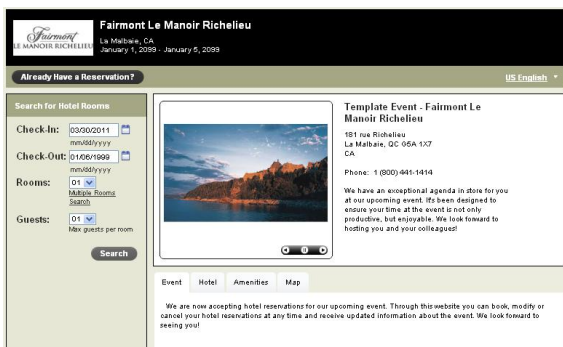 Fairmont
LE MANOIR RICHELIEU
Fairmont Le Manoir Richelieu
La Malbaie, CA
January 1, 2099 - January 5, 2099
Already Have a Reservation?
US English
Search for Hotel Rooms
Check-In: 03/30/2011
mm/dd/yyyy
Check-Out: 01/06/1999
mm/dd/yyyy
Rooms: 01
Multiple Rooms
Search
Guests: 01
Max guests per room
Search
Template Event - Fairmont Le
Manoir Richelieu
181 rue Richelieu
La Malbaie, QC G5A 1X7
CA
Phone: 1 (800) 441-1414
We have an exceptional agenda in store for you
at our upcoming event. It's been designed to
ensure your time at the event is not only
productive, but enjoyable. We look forward to
hosting you and your colleagues!
Event Hotel Amenities Map
We are now accepting hotel reservations for our upcoming event. Through this website you can book, modify or
cancel your hotel reservations at any time and receive updated information about the event. We look forward to
seeing you!